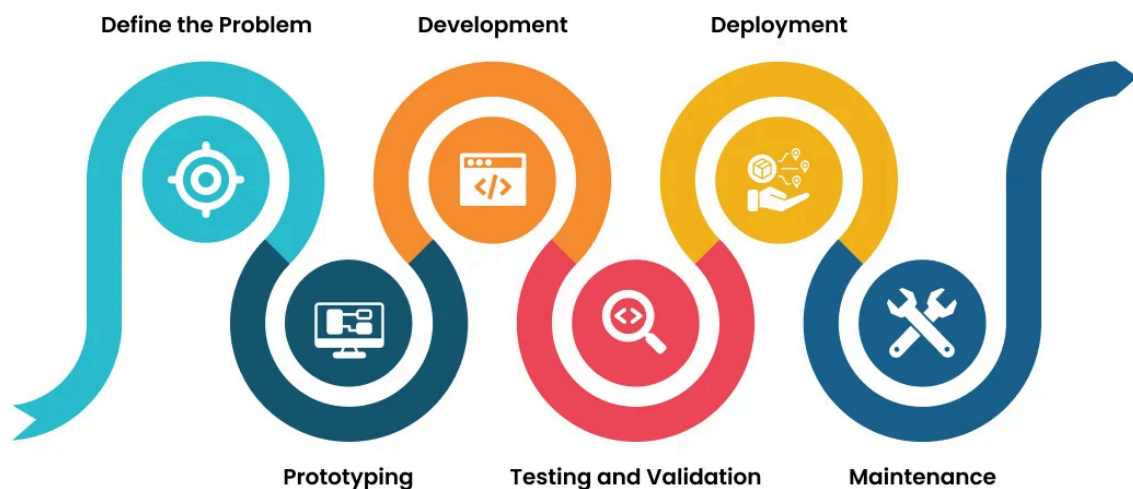 Define the Problem
Development
Deployment
</>
<>
Prototyping
Testing and Validation
Maintenance